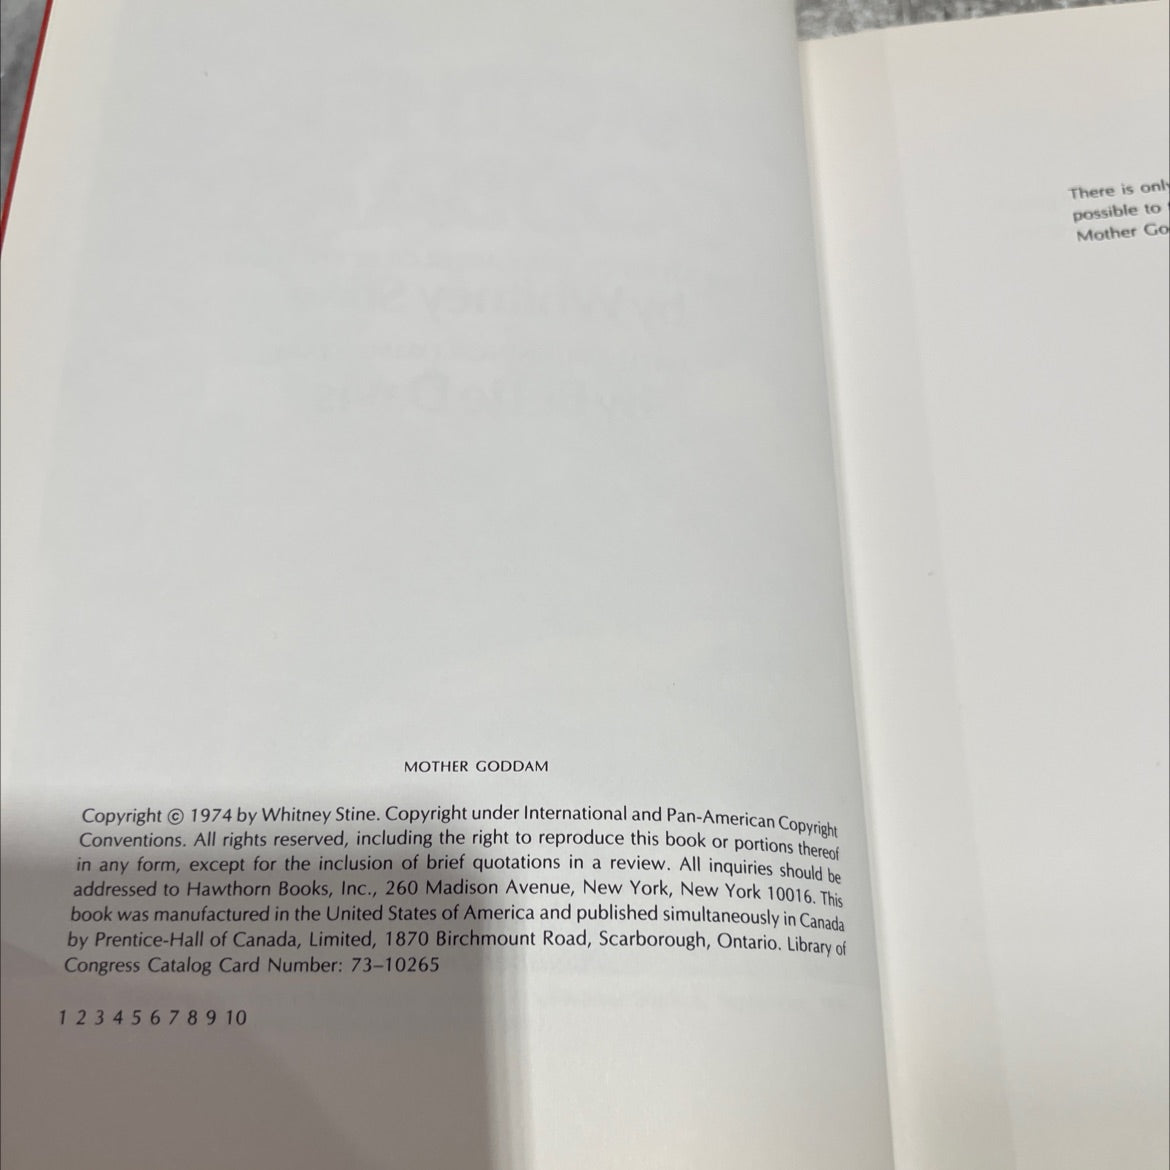 MOTHER GODDAM
Copyright © 1974 by Whitney Stine. Copyright under International and Pan-American Copyright
Conventions. All rights reserved, including the right to reproduce this book or portions thereof
in any form, except for the inclusion of brief quotations in a review. All inquiries should be
addressed to Hawthorn Books, Inc., 260 Madison Avenue, New York, New York 10016. This
book was manufactured in the United States of America and published simultaneously in Canada
by Prentice-Hall of Canada, Limited, 1870 Birchmount Road, Scarborough, Ontario. Library of
Congress Catalog Card Number: 73–10265
1 2 3 4 5 6 7 8 9 10
There is only
possible to
Mother Go